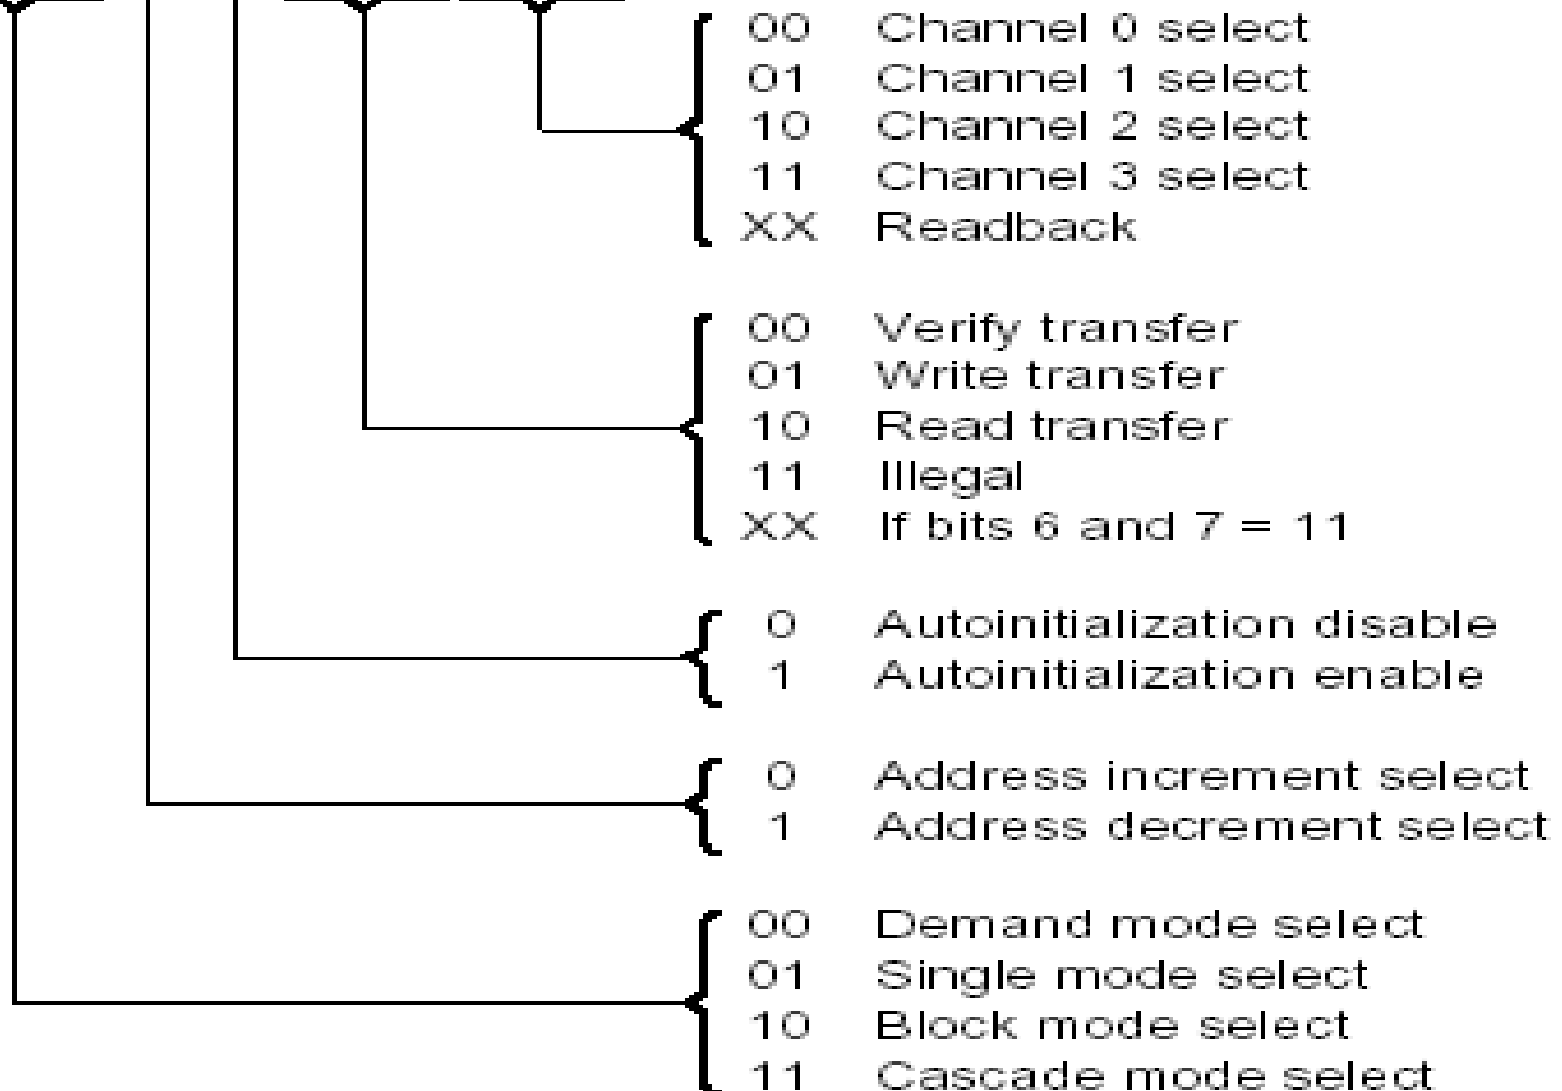 00 Channel 0 select
01 Channel 1 select
10 Channel 2 select
11 Channel 3 select
XX Readback
00 Verify transfer
01 Write transfer
10 Read transfer
11 Illegal
XX If bits 6 and 7 = 11
0 Autoinitialization disable
1 Autoinitialization enable
0 Address increment select
1 Address decrement select
00 Demand mode select
01 Single mode select
10 Block mode select
11 Cascade mode select